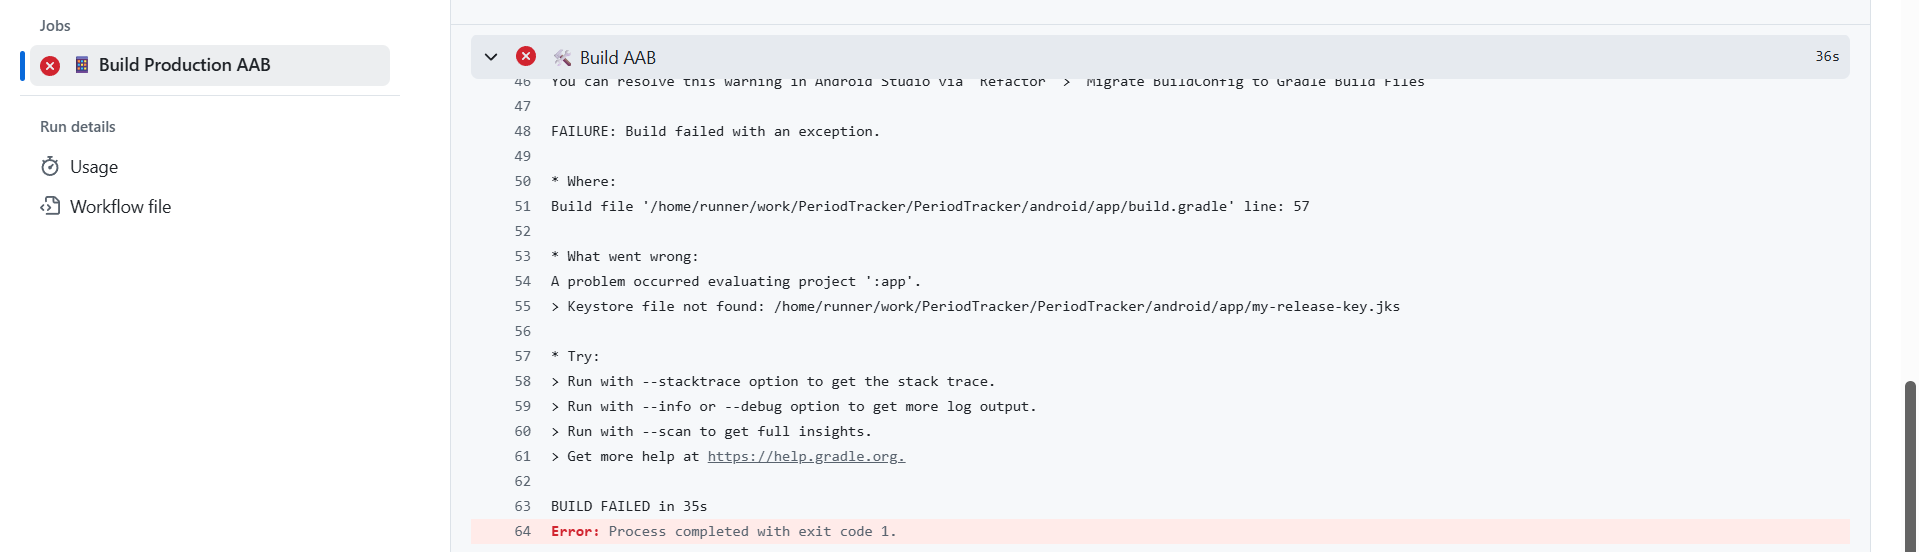 Jobs
Build Production AAB
Run details
Usage
Workflow file
Build AAB
36s
46 You can resolve this warning in Android Studio via `Refactor` > `Migrate BuildConfig to Gradle Build Files`
47
48 FAILURE: Build failed with an exception.
49
50 * Where:
51 Build file '/home/runner/work/PeriodTracker/PeriodTracker/android/app/build.gradle' line: 57
52
53 * What went wrong:
54 A problem occurred evaluating project ':app'.
55 > Keystore file not found: /home/runner/work/PeriodTracker/PeriodTracker/android/app/my-release-key.jks
56
57 * Try:
58 > Run with --stacktrace option to get the stack trace.
59 > Run with --info or --debug option to get more log output.
60 > Run with --scan to get full insights.
61 > Get more help at https://help.gradle.org.
62
63 BUILD FAILED in 35s
64 Error: Process completed with exit code 1.